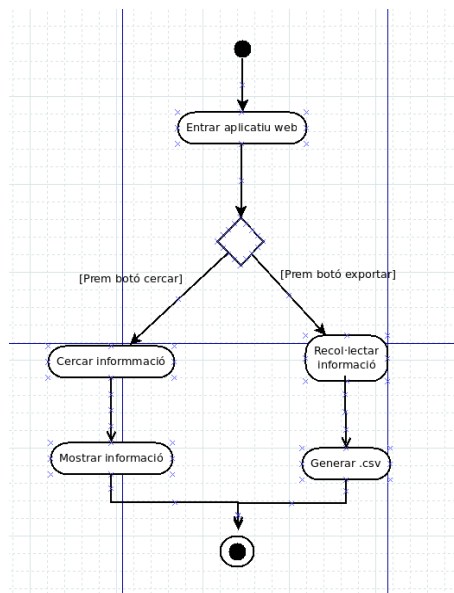 Entrar aplicatiu web
[Prem botó cercar]
[Prem botó exportar]
Cercar informmació
Recol·lectar
informació
Mostrar informació
Generar .csv